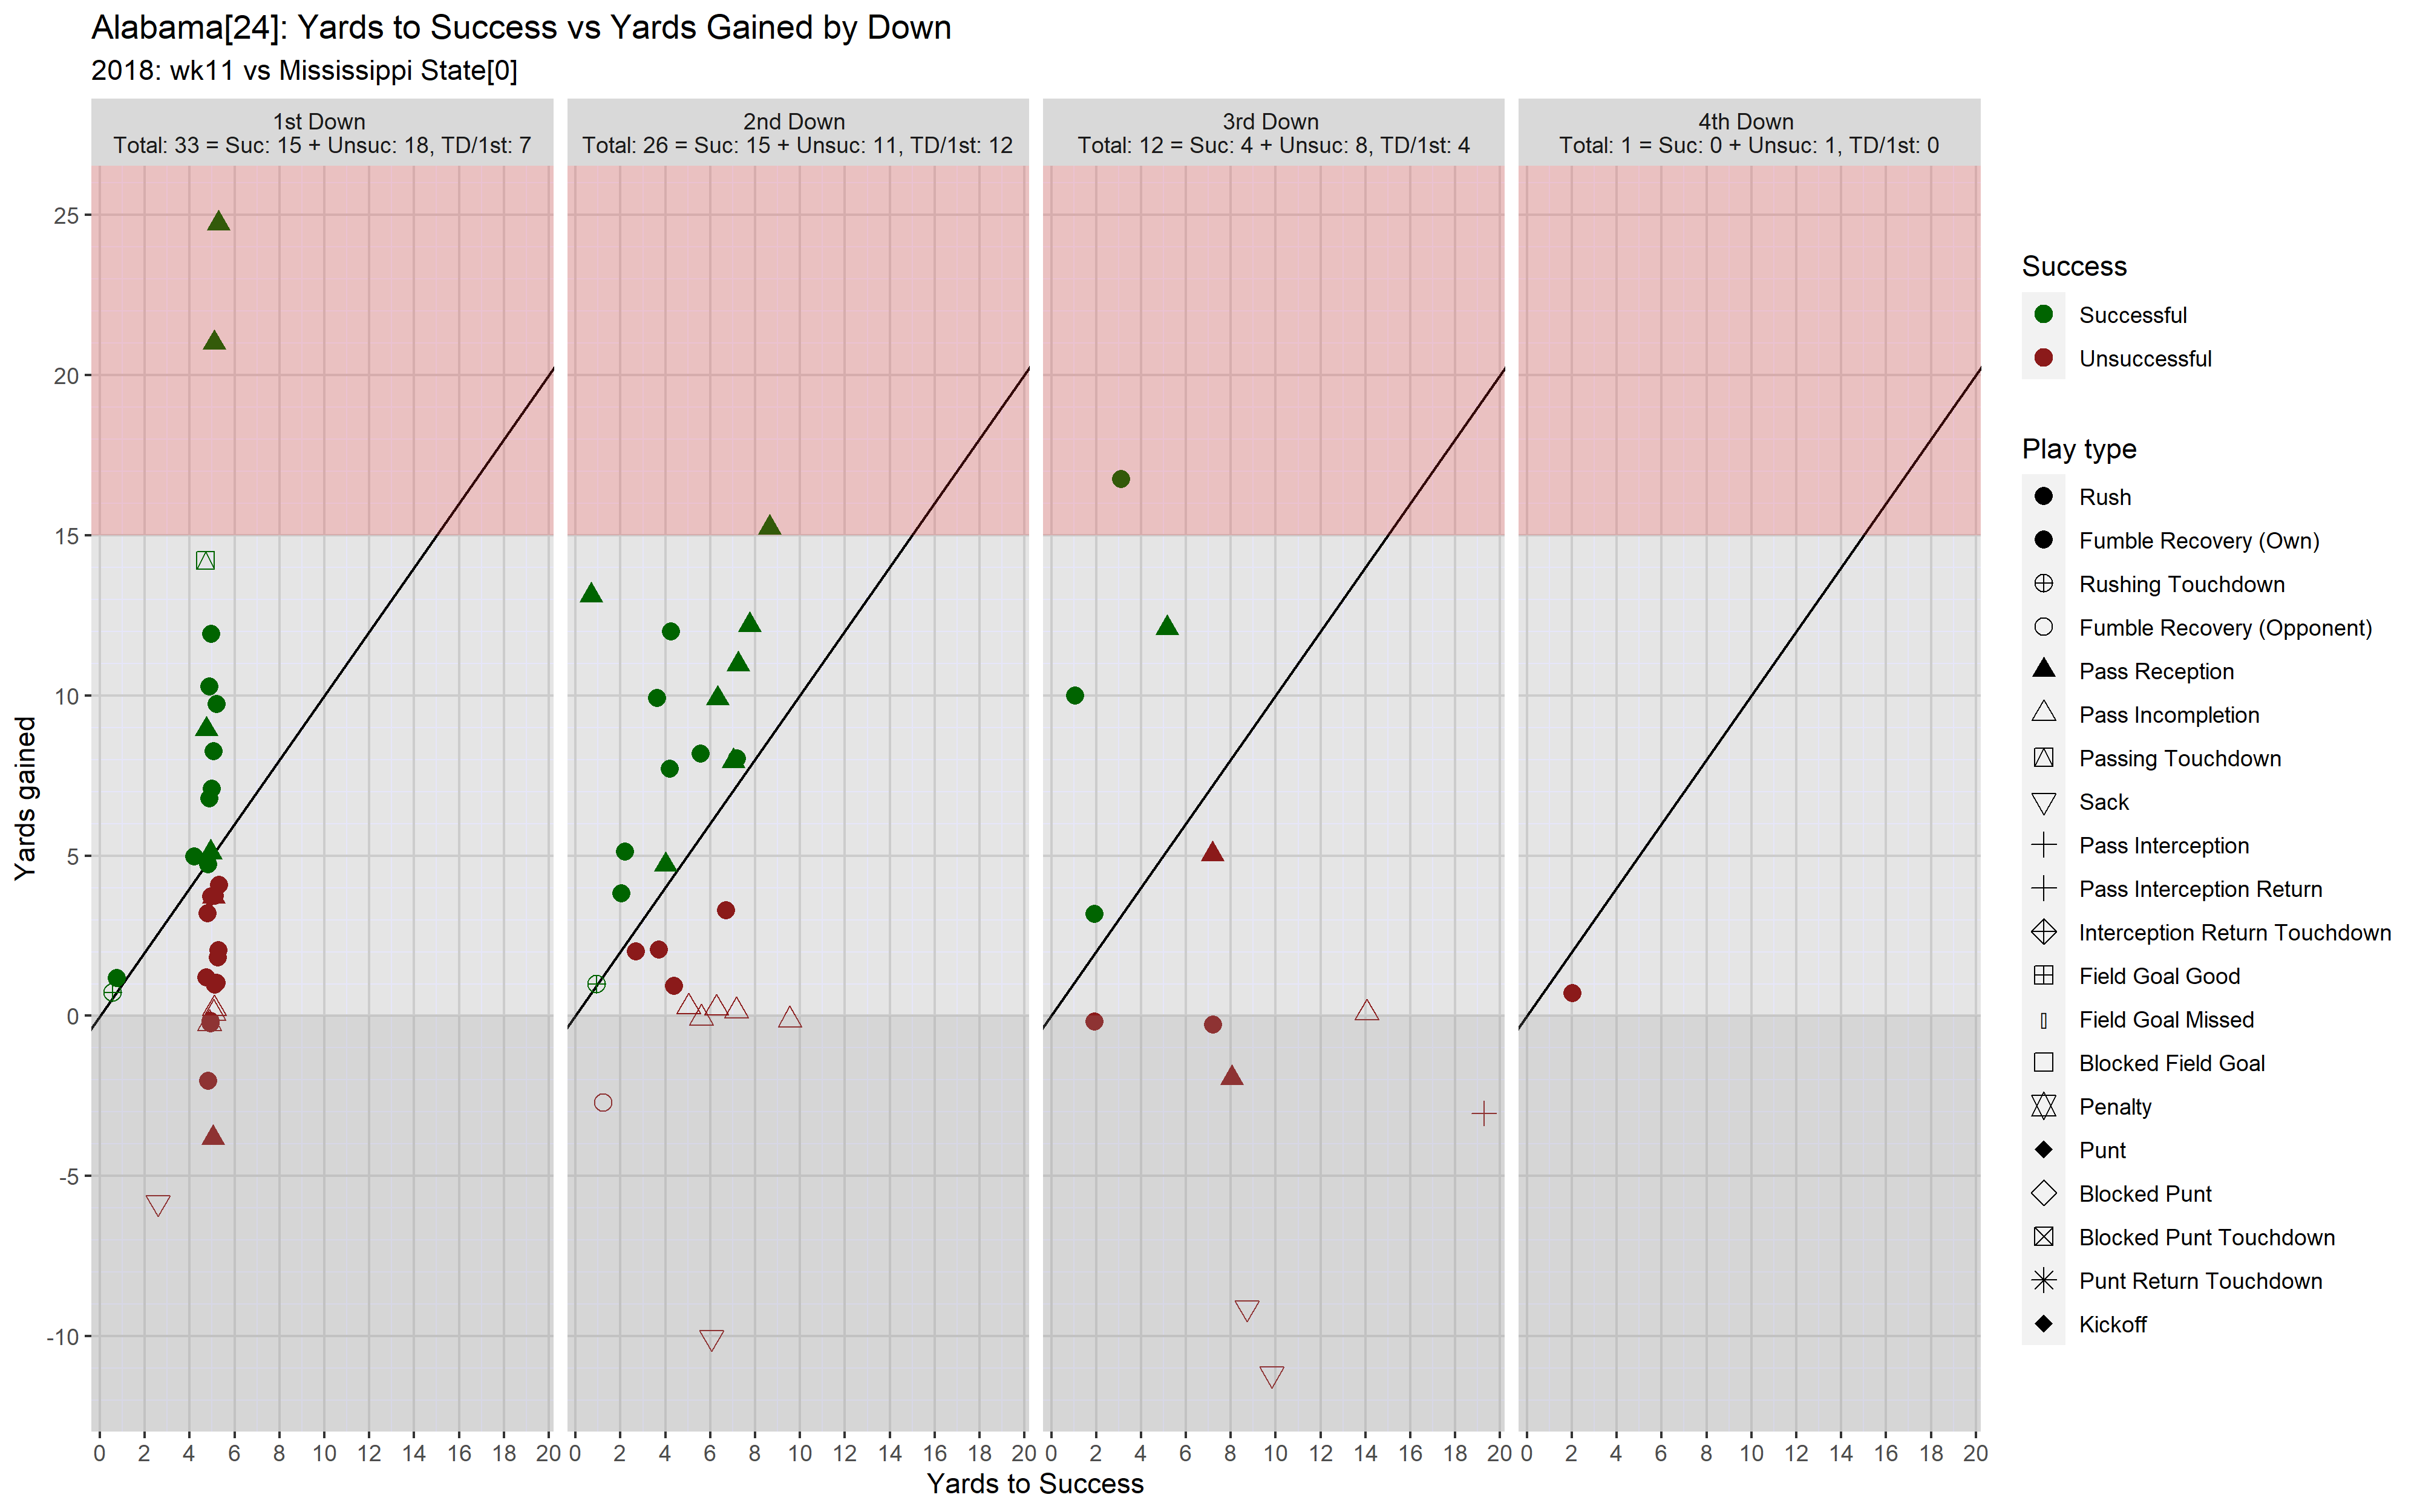 Alabama[24]: Yards to Success vs Yards Gained by Down
2018: wk11 vs Mississippi State[0]
1st Down
Total: 33 = Suc: 15 + Unsuc: 18, TD/1st: 7
2nd Down
Total: 26 = Suc: 15 + Unsuc: 11, TD/1st: 12
3rd Down
Total: 12 = Suc: 4 + Unsuc: 8, TD/1st: 4
4th Down
Total: 1 = Suc: 0 + Unsuc: 1, TD/1st: 0
Yards gained
25
20
15
10
5
0
-5
-10
0 2 4 6 8 10 12 14 16 18 20
0 2 4 6 8 10 12 14 16 18 20
0 2 4 6 8 10 12 14 16 18 20
0 2 4 6 8 10 12 14 16 18 20
Yards to Success
Success
Successful
Unsuccessful
Play type
Rush
Fumble Recovery (Own)
Rushing Touchdown
Fumble Recovery (Opponent)
Pass Reception
Pass Incompletion
Passing Touchdown
Sack
Pass Interception
Pass Interception Return
Interception Return Touchdown
Field Goal Good
Field Goal Missed
Blocked Field Goal
Penalty
Punt
Blocked Punt
Blocked Punt Touchdown
Punt Return Touchdown
Kickoff